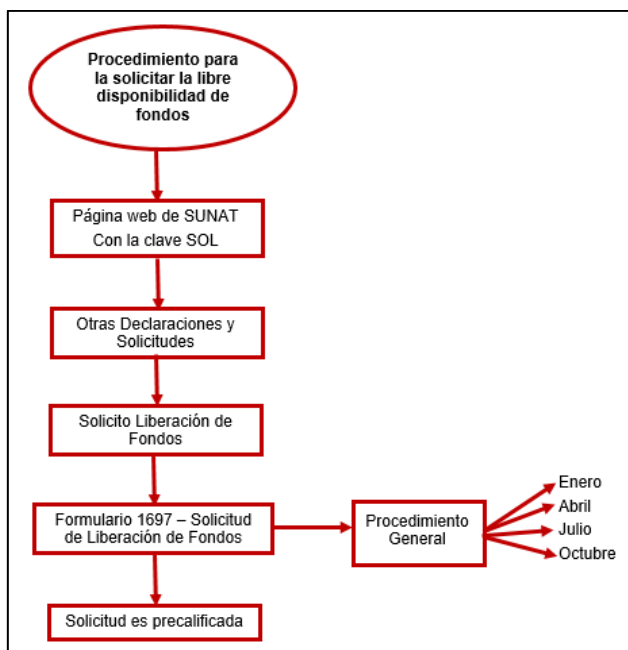 Procedimiento para
la solicitar la libre
disponibilidad de
fondos
Página web de SUNAT
Con la clave SOL
Otras Declaraciones y
Solicitudes
Solicito Liberación de
Fondos
Formulario 1697 – Solicitud
de Liberación de Fondos
Procedimiento
General
Enero
Abril
Julio
Octubre
Solicitud es precalificada